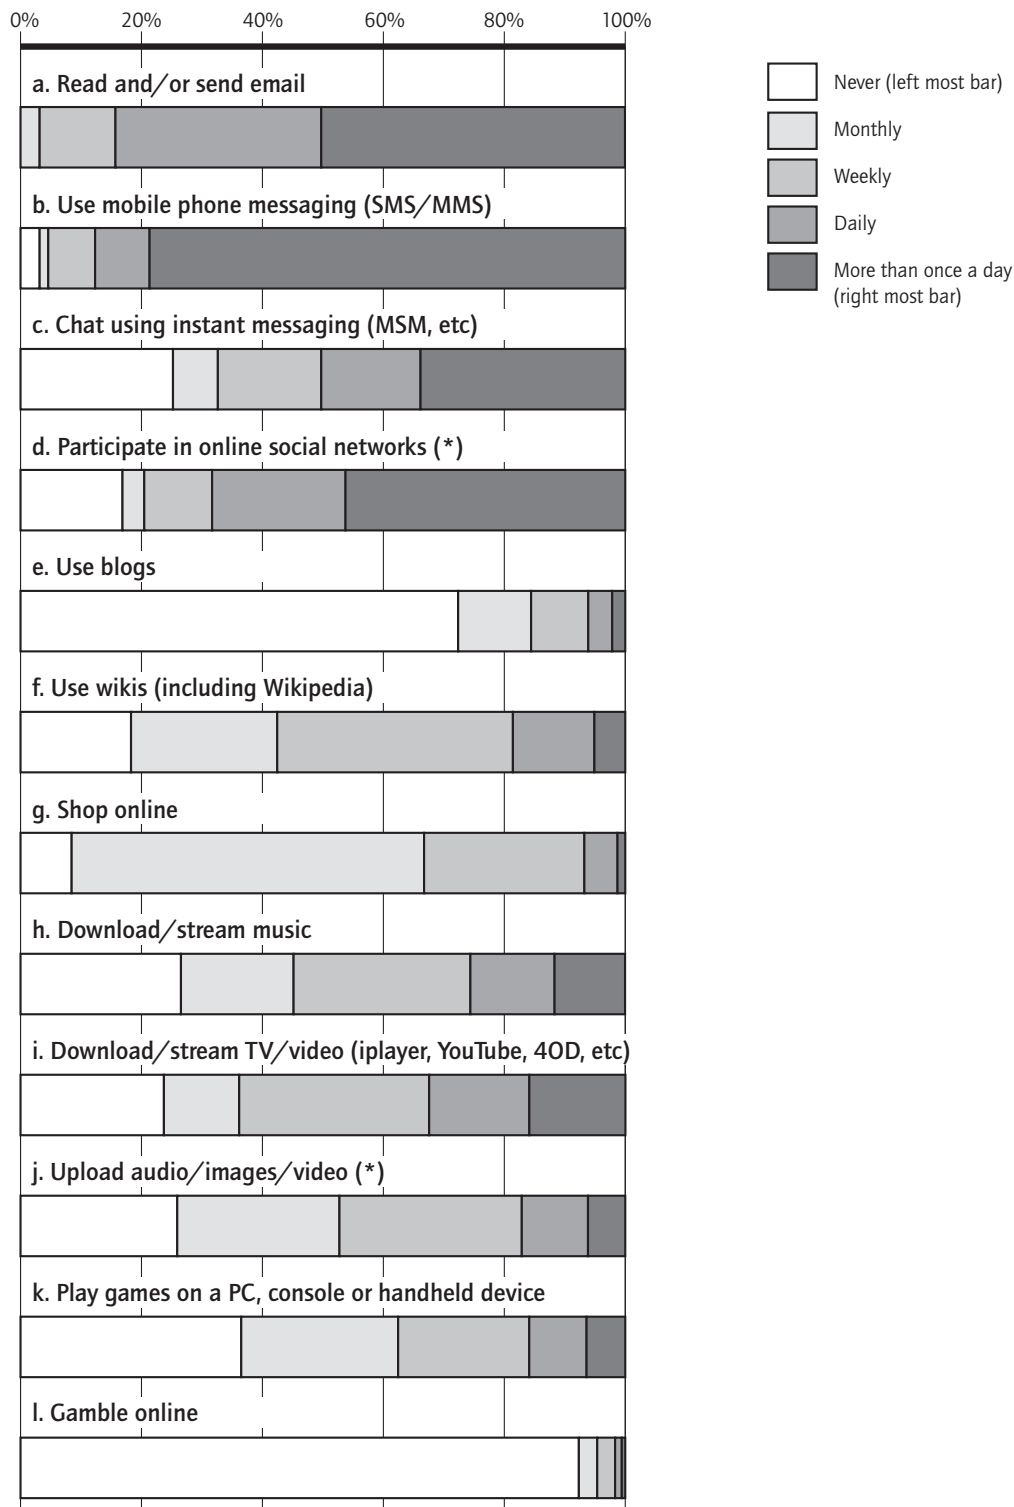 0% 20% 40% 60% 80% 100%
a. Read and/or send email
b. Use mobile phone messaging (SMS/MMS)
c. Chat using instant messaging (MSM, etc)
d. Participate in online social networks (*)
e. Use blogs
f. Use wikis (including Wikipedia)
g. Shop online
h. Download/stream music
i. Download/stream TV/video (iplayer, YouTube, 4OD, etc)
j. Upload audio/images/video (*)
k. Play games on a PC, console or handheld device
l. Gamble online
Never (left most bar)
Monthly
Weekly
Daily
More than once a day
(right most bar)